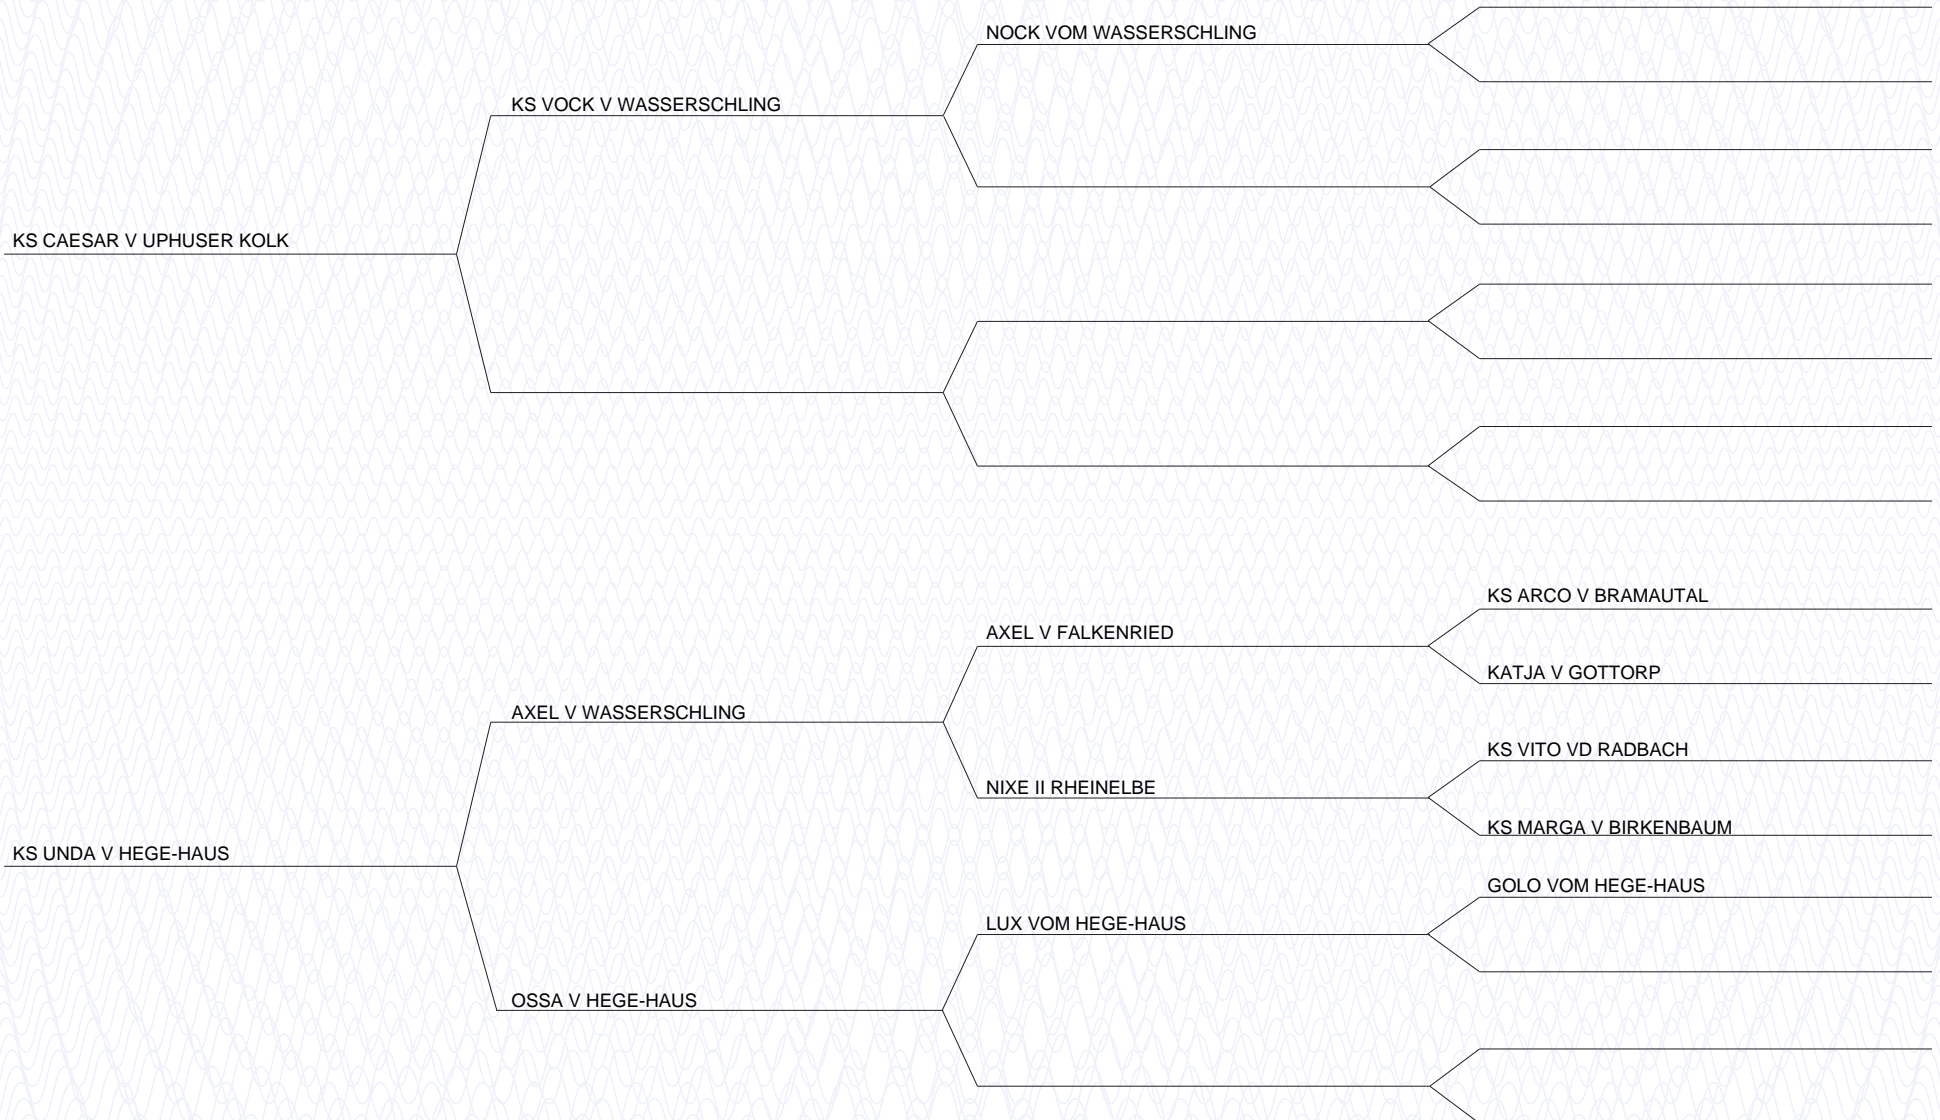 NOCK VOM WASSERSCHLING
KS VOCK V WASSERSCHLING
KS CAESAR V UPHUSER KOLK
KS ARCO V BRAMAUTAL
AXEL V FALKENRIED
KATJA V GOTTORP
AXEL V WASSERSCHLING
KS VITO VD RADBACH
NIXE II RHEINELBE
KS MARGA V BIRKENBAUM
KS UNDA V HEGE-HAUS
GOLO VOM HEGE-HAUS
LUX VOM HEGE-HAUS
OSSA V HEGE-HAUS